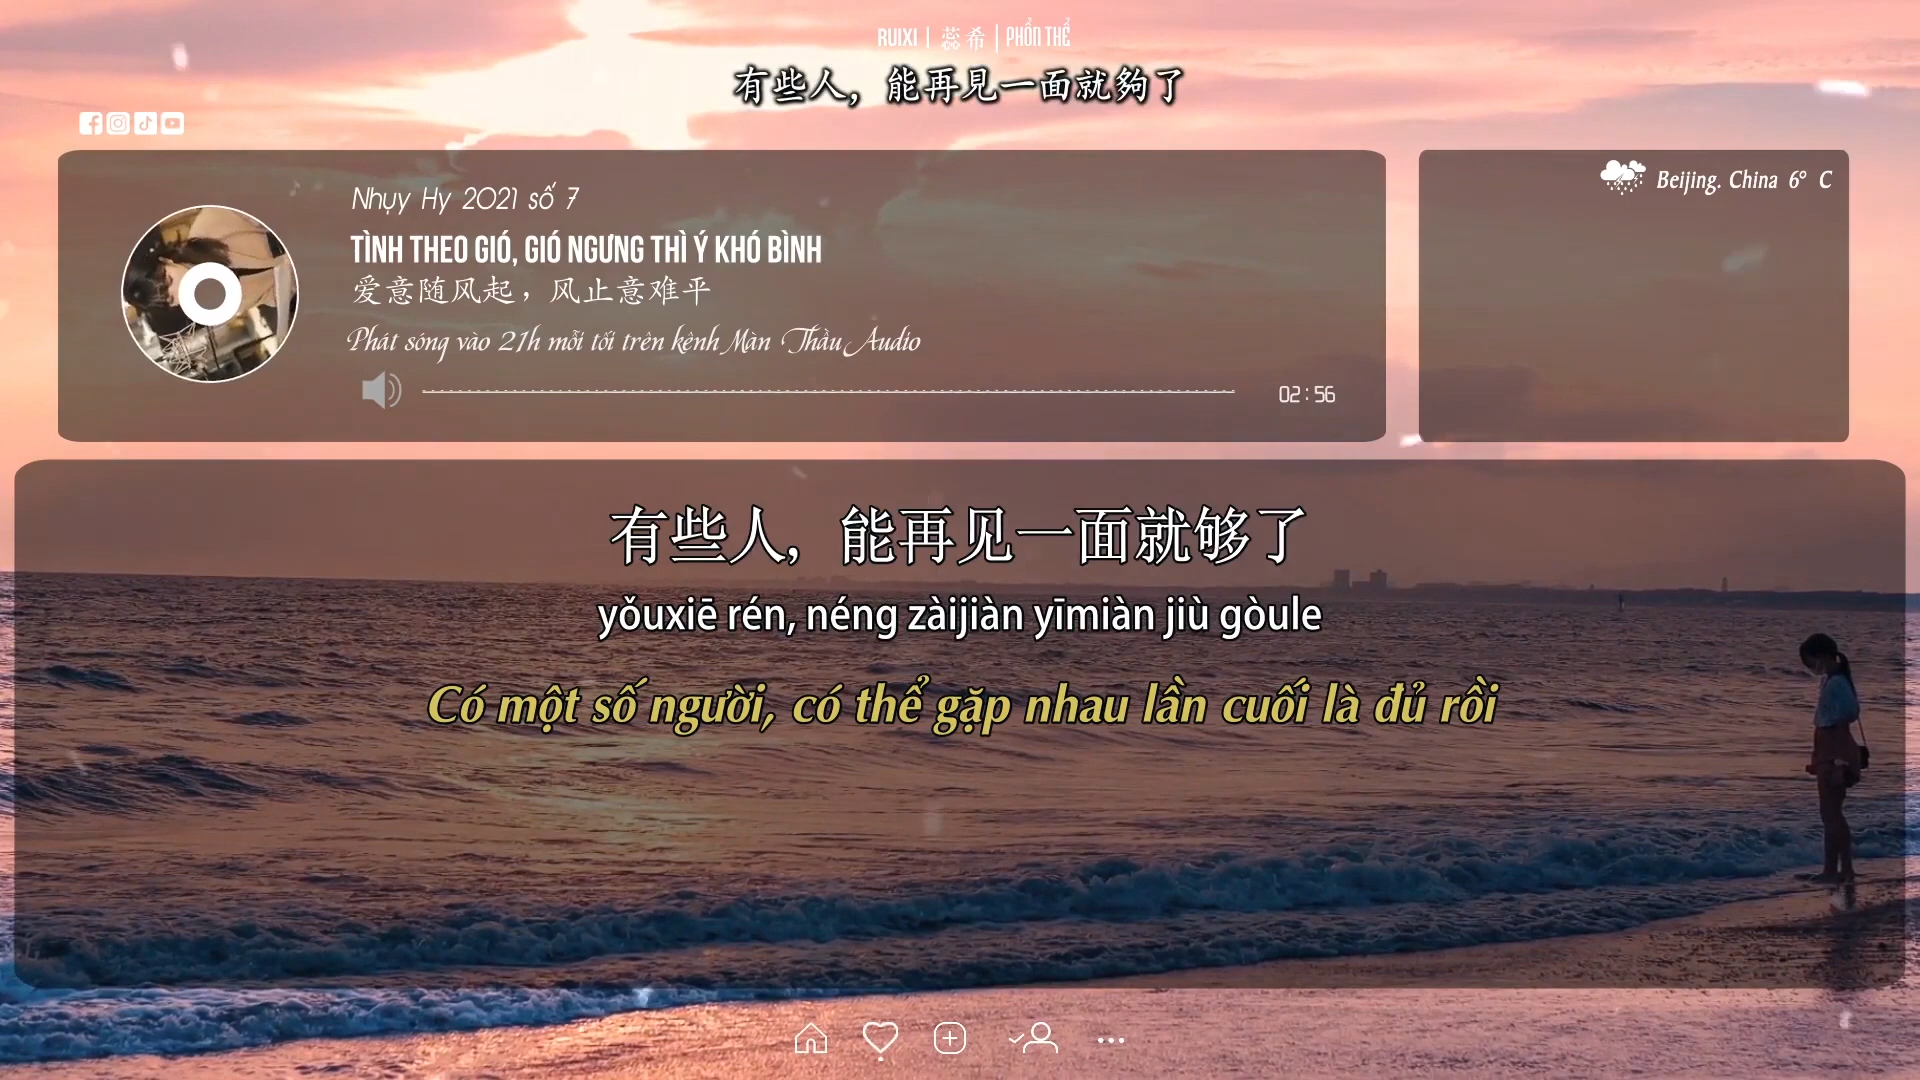 RUIXI | 蕊希 | PHỒN THỂ
有些人，能再見一面就夠了
Nhụy Hy 2021 số 7
TÌNH THEO GIÓ, GIÓ NGƯNG THÌ Ý KHÓ BÌNH
爱意随风起，风止意难平
Phát sóng vào 21h mỗi tối trên kênh Màn Thầu Audio
02:56
Beijing. China 6° C
有些人，能再见一面就够了
yǒuxiē rén, néng zàijiàn yīmiàn jiù gòule
Có một số người, có thể gặp nhau lần cuối là đủ rồi